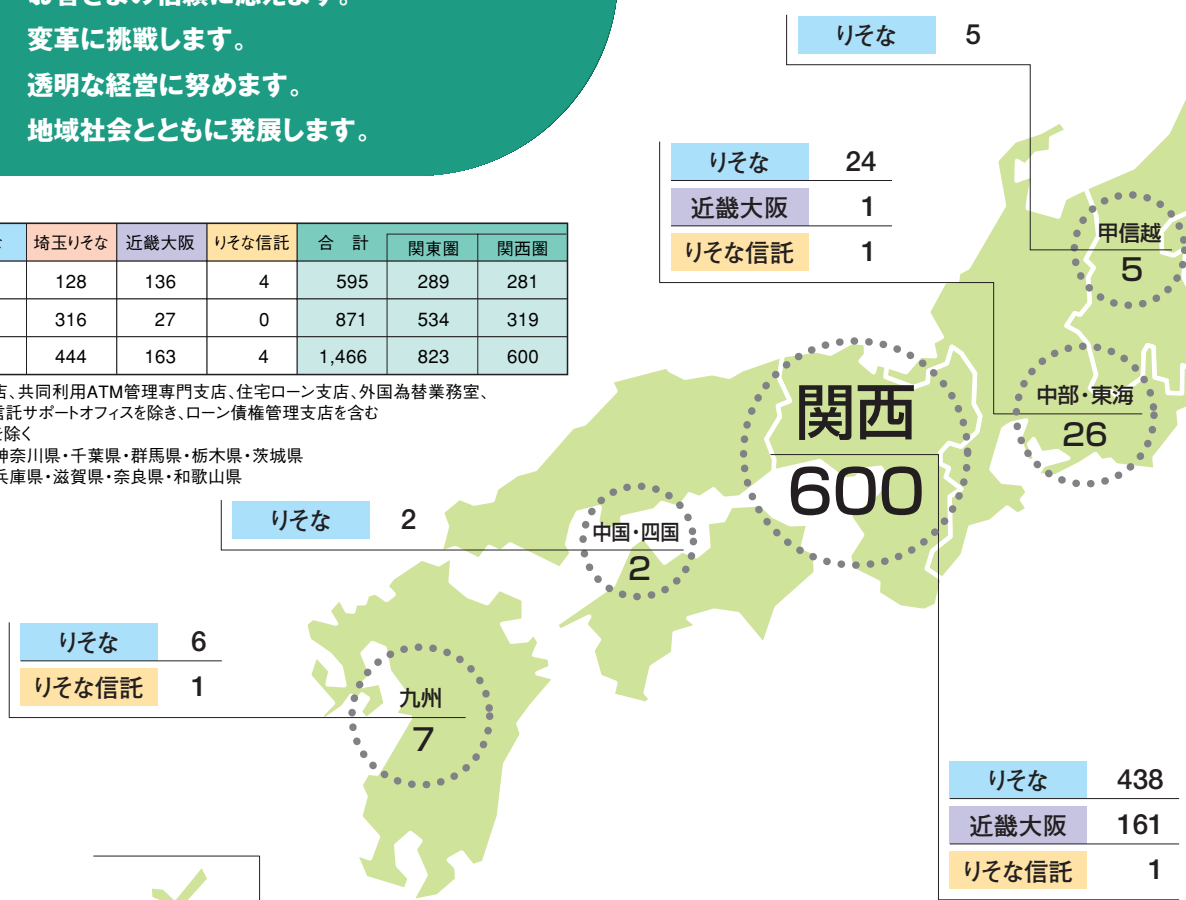 変革に挑戦します。
透明な経営に努めます。
地域社会とともに発展します。
埼玉りそな 近畿大阪 りそな信託 合 計 関東圏 関西圏
128 136 4 595 289 281
316 27 0 871 534 319
444 163 4 1,466 823 600
店、共同利用ATM管理専門支店、住宅ローン支店、外国為替業務室、
信託サポートオフィスを除き、ローン債権管理支店を含む
を除く
神奈川県・千葉県・群馬県・栃木県・茨城県
兵庫県・滋賀県・奈良県・和歌山県
りそな 5
甲信越
5
りそな 24
近畿大阪 1
りそな信託 1
中部・東海
26
関西
600
りそな 2
中国・四国
2
りそな 6
りそな信託 1
九州
7
りそな 438
近畿大阪 161
りそな信託 1